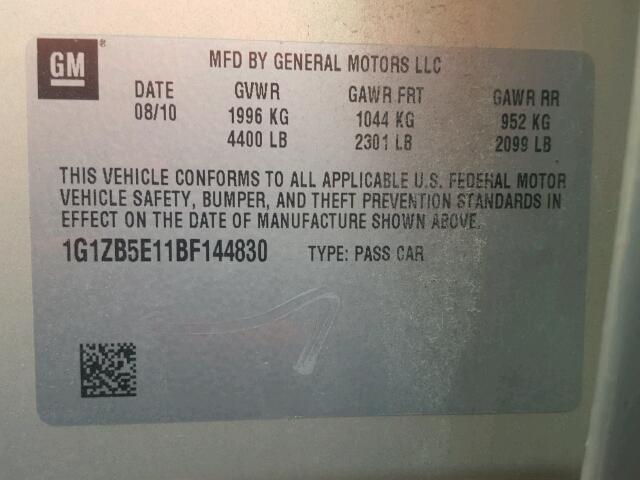 GM
MFD BY GENERAL MOTORS LLC
DATE GVWR GAWR FRT GAWR RR
08/10 1996 KG 1044 KG 952 KG
4400 LB 2301 LB 2099 LB
THIS VEHICLE CONFORMS TO ALL APPLICABLE U.S. FEDERAL MOTOR
VEHICLE SAFETY, BUMPER, AND THEFT PREVENTION STANDARDS IN
EFFECT ON THE DATE OF MANUFACTURE SHOWN ABOVE.
1G1ZB5E11BF144830 TYPE: PASS CAR